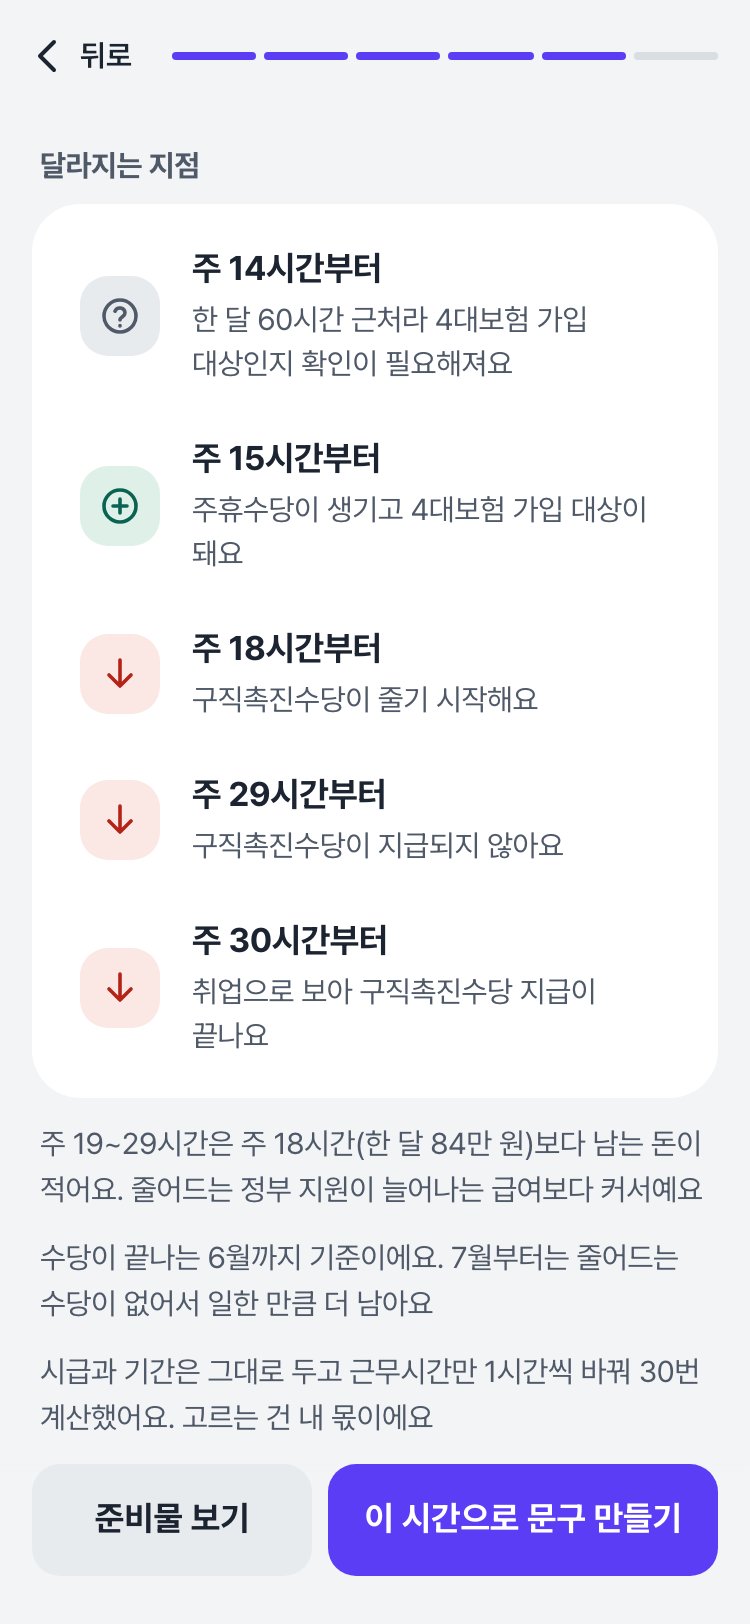 뒤로
달라지는 지점
주 14시간부터
한 달 60시간 근처라 4대보험 가입
대상인지 확인이 필요해져요
주 15시간부터
주휴수당이 생기고 4대보험 가입 대상이
돼요
주 18시간부터
구직촉진수당이 줄기 시작해요
주 29시간부터
구직촉진수당이 지급되지 않아요
주 30시간부터
취업으로 보아 구직촉진수당 지급이
끝나요
주 19~29시간은 주 18시간(한 달 84만 원)보다 남는 돈이
적어요. 줄어드는 정부 지원이 늘어나는 급여보다 커서예요
수당이 끝나는 6월까지 기준이에요. 7월부터는 줄어드는
수당이 없어서 일한 만큼 더 남아요
시급과 기간은 그대로 두고 근무시간만 1시간씩 바꿔 30번
계산했어요. 고르는 건 내 몫이에요
준비물 보기
이 시간으로 문구 만들기